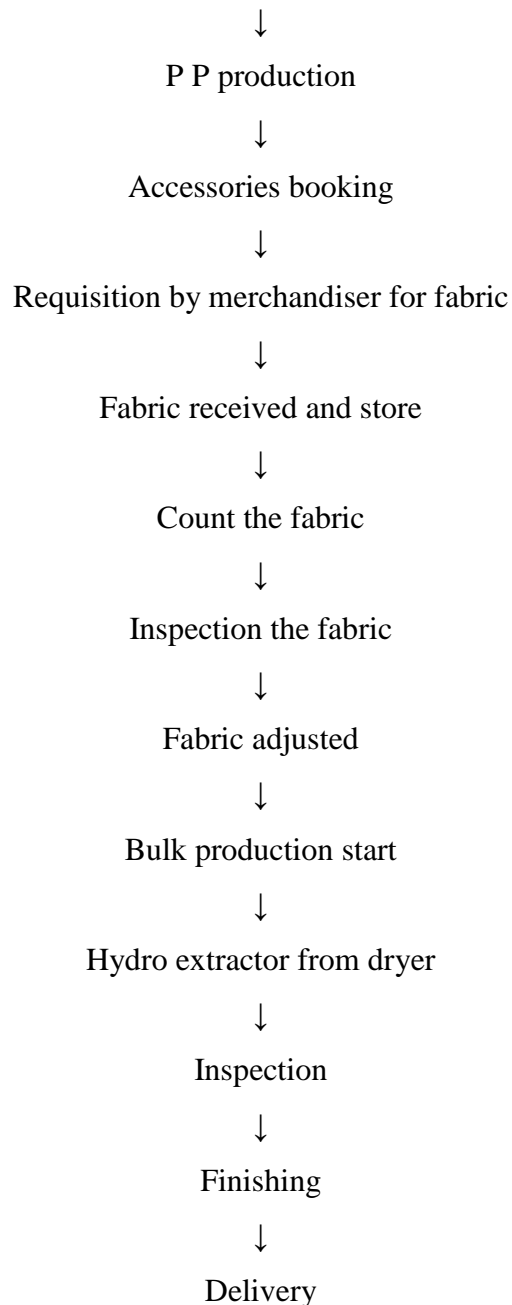 ↓
P P production
↓
Accessories booking
↓
Requisition by merchandiser for fabric
↓
Fabric received and store
↓
Count the fabric
↓
Inspection the fabric
↓
Fabric adjusted
↓
Bulk production start
↓
Hydro extractor from dryer
↓
Inspection
↓
Finishing
↓
Delivery